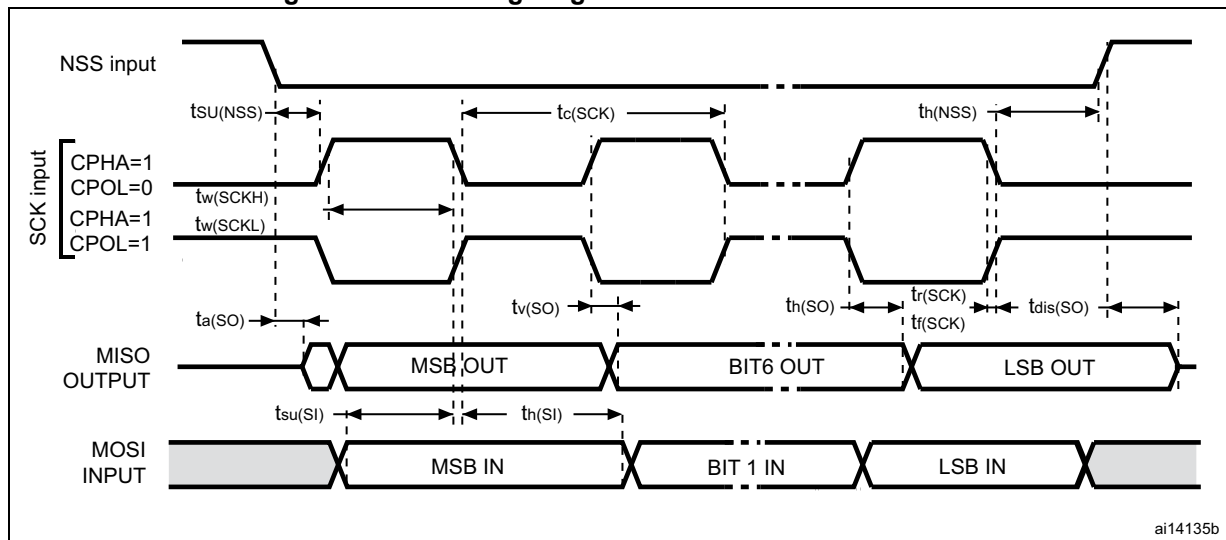 NSS input
tSU(NSS)
tc(SCK)
th(NSS)
SCK input
CPHA=1
CPOL=0
tw(SCKH)
CPHA=1
tw(SCKL)
CPOL=1
ta(SO)
tv(SO)
th(SO)
tr(SCK)
tf(SCK)
tdis(SO)
MISO
OUTPUT
MSB OUT
BIT6 OUT
LSB OUT
tsu(SI)
th(SI)
MOSI
INPUT
MSB IN
BIT 1 IN
LSB IN
ai14135b